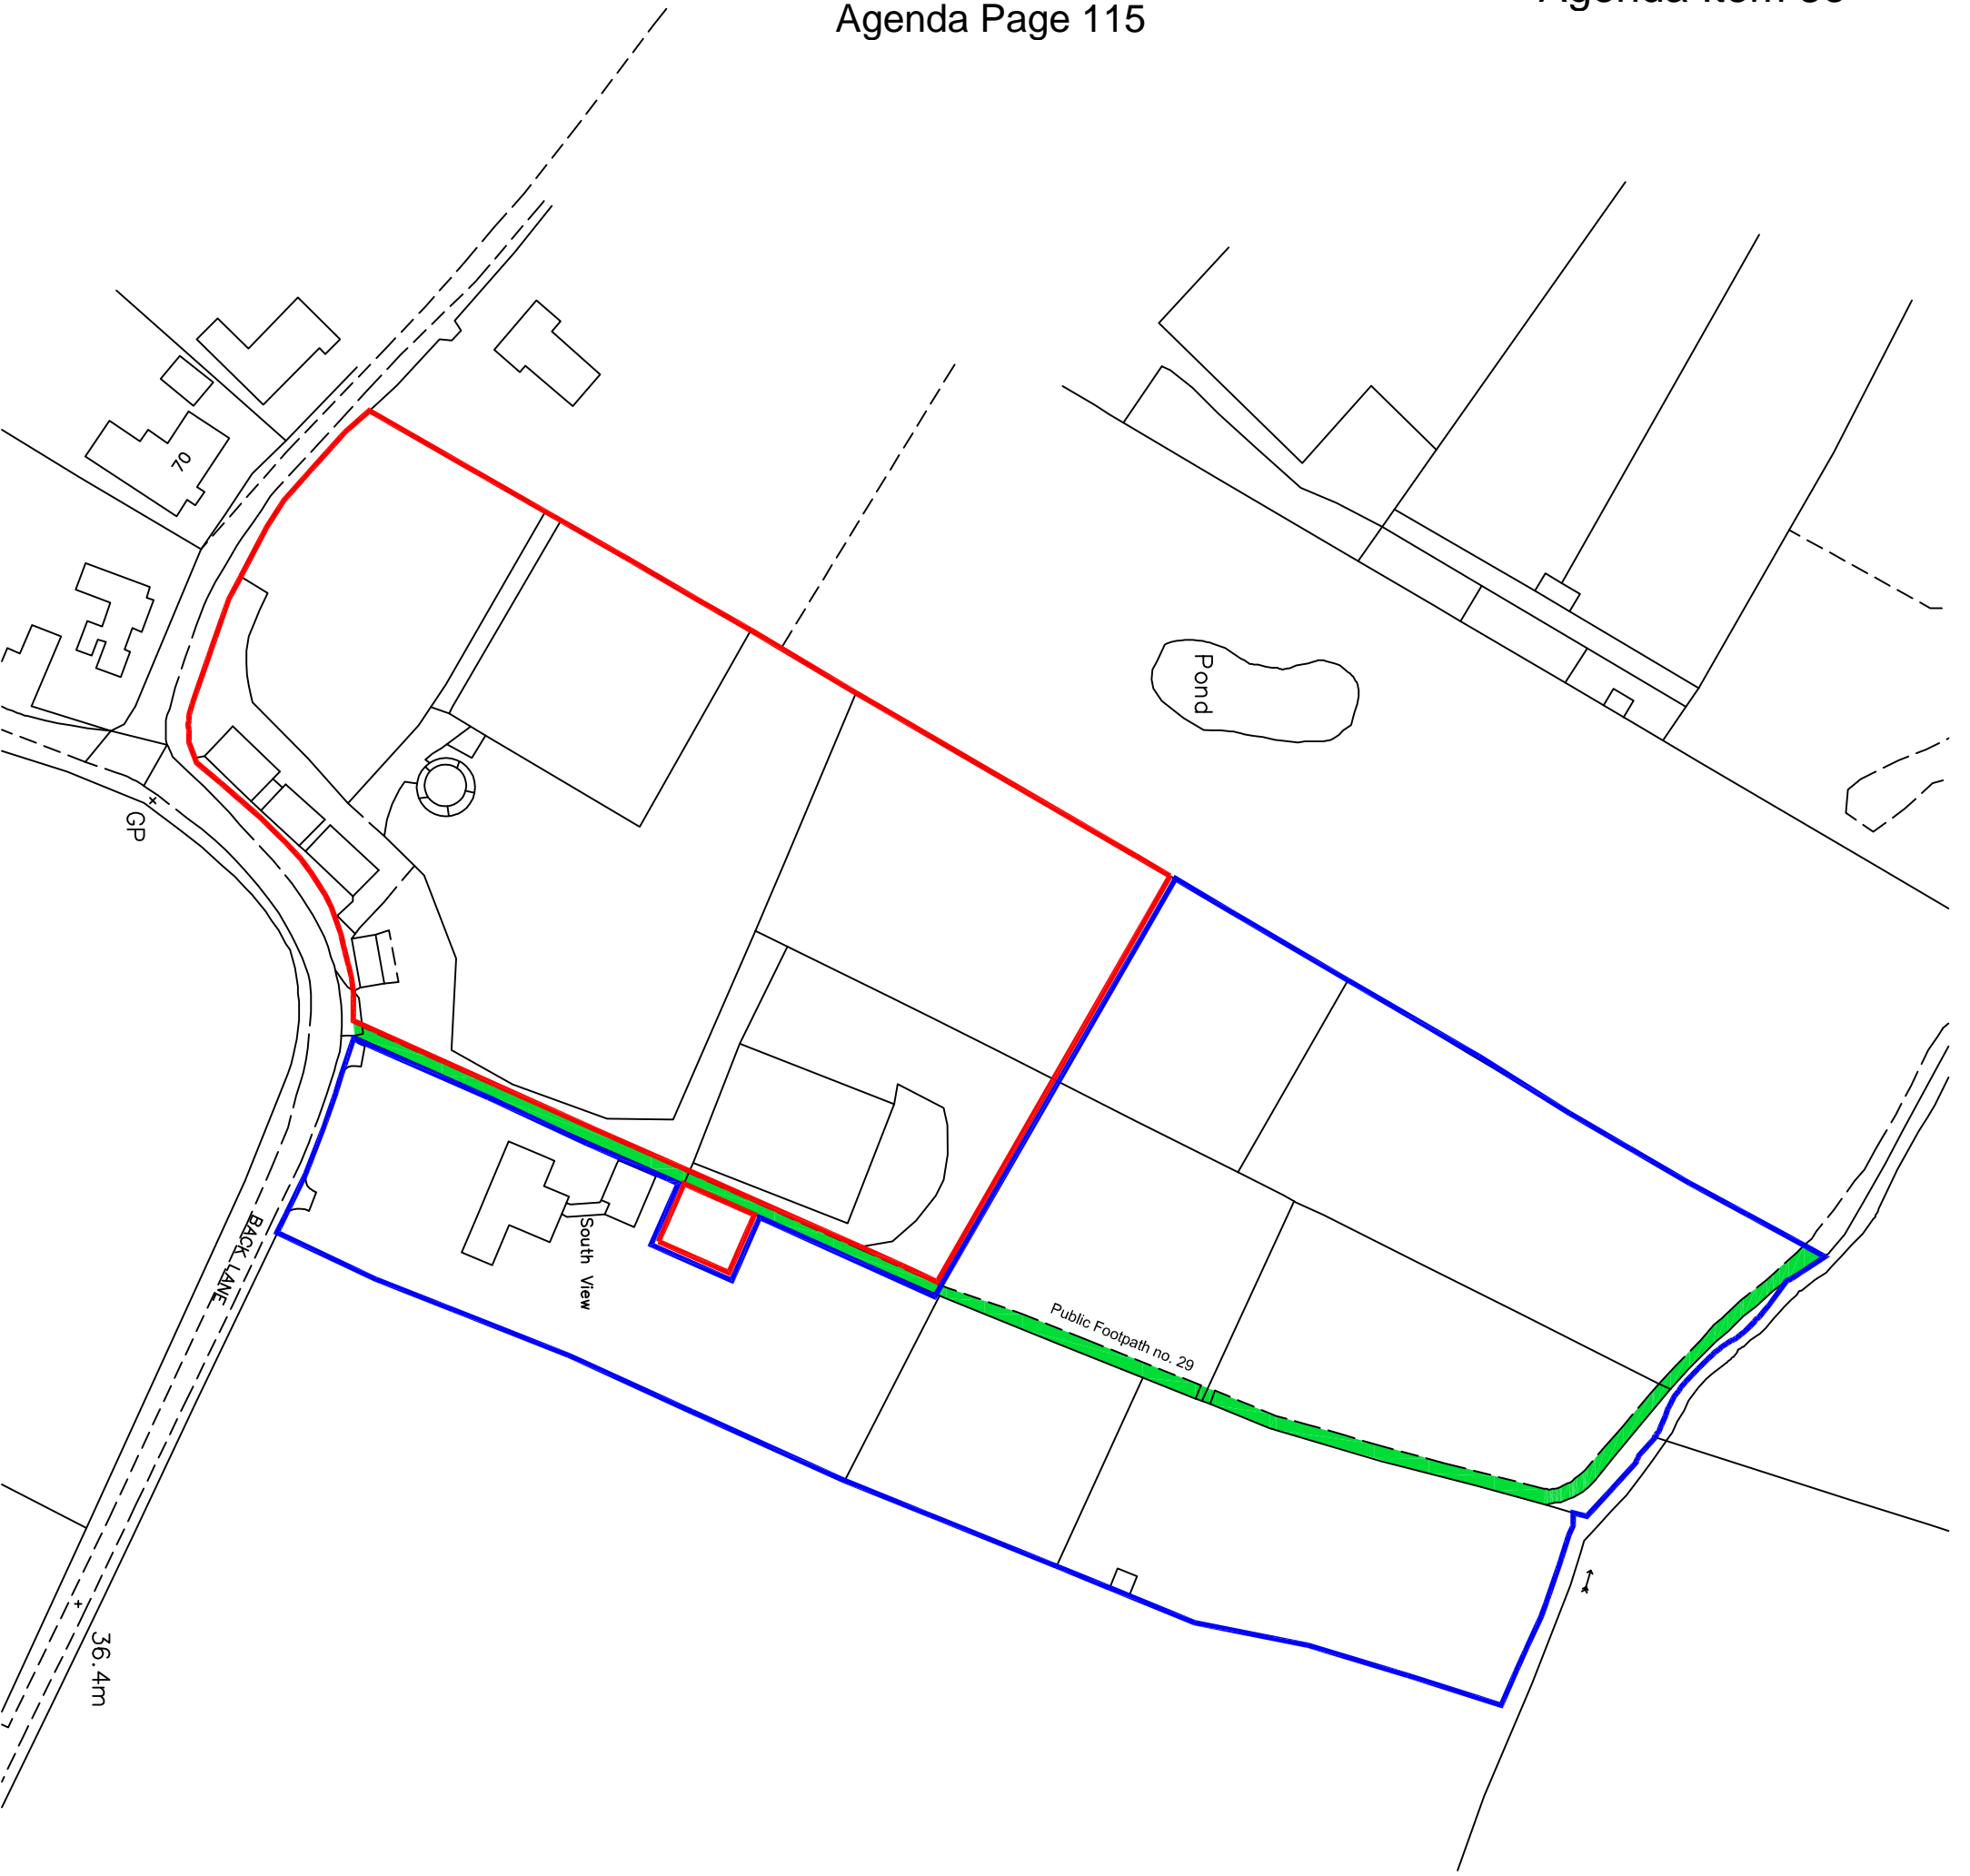 Agenda Page 115
70
Pond
GP
South View
BACK LANE
Public Footpath no. 29
36.4m